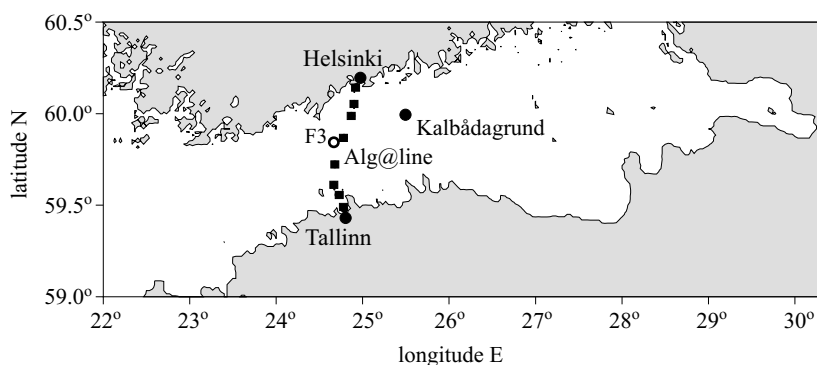 60.5º
Helsinki
latitude N
60.0º
Kalbådagrund
F3
Alg@line
59.5º
Tallinn
59.0º
22º 23º 24º 25º 26º 27º 28º 29º 30º
longitude E